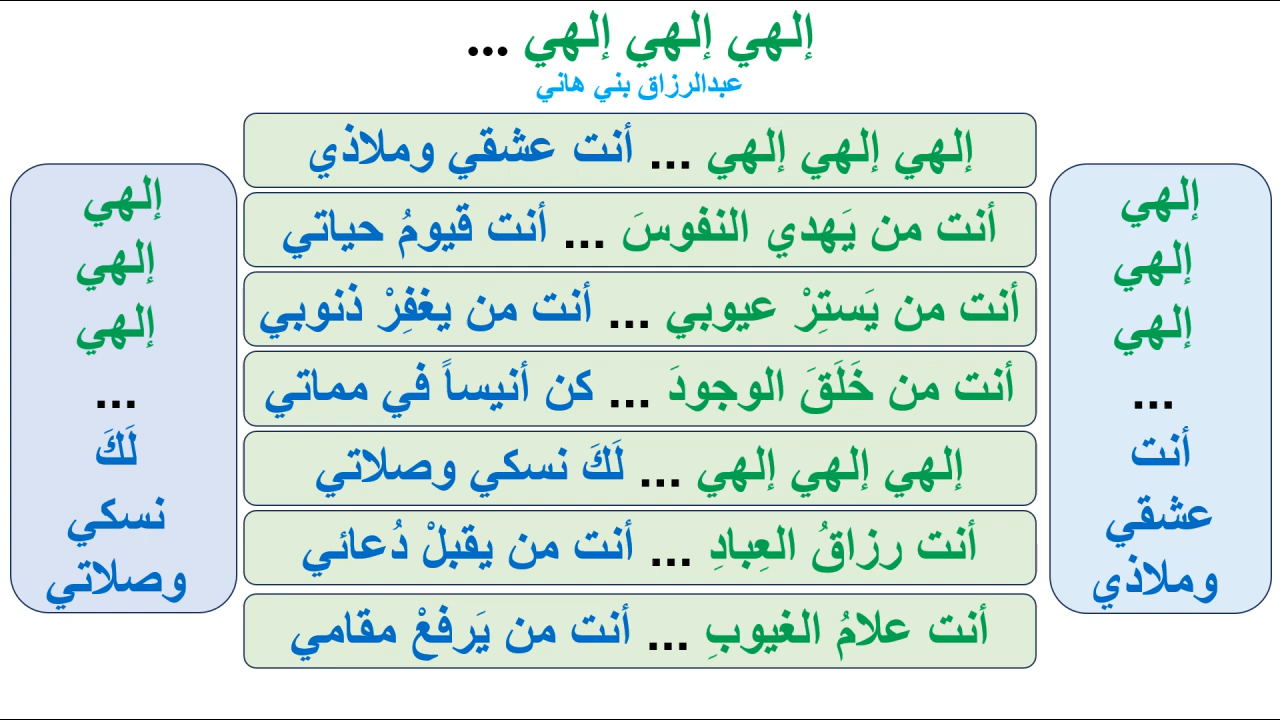 إلهي إلهي إلهي ...
عبدالرزاق بني هاني
إلهي إلهي إلهي ... أنت عشقي وملاذي
أنت من يَهدي النفوسَ ... أنت قيومُ حياتي
أنت من يَستِرْ عيوبي ... أنت من يغفِرْ ذنوبي
أنت من خَلَقَ الوجودَ ... كن أنيساً في مماتي
إلهي إلهي إلهي ... لَكَ نسكي وصلاتي
أنت رزاقُ العِبادِ ... أنت من يقبلْ دُعائي
أنت علامُ الغيوبِ ... أنت من يَرفعْ مقامي
إلهي
إلهي
إلهي
...
أنت
عشقي
وملاذي
إلهي
إلهي
إلهي
...
لَكَ
نسكي
وصلاتي